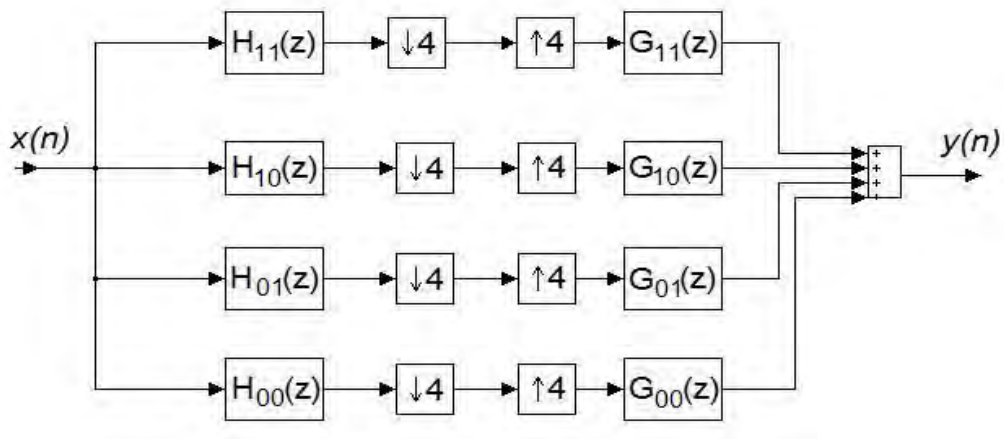 H11(z) ↓4 ↑4 G11(z)
x(n) y(n)
H10(z) ↓4 ↑4 G10(z)
+
+
+
+
H01(z) ↓4 ↑4 G01(z)
H00(z) ↓4 ↑4 G00(z)